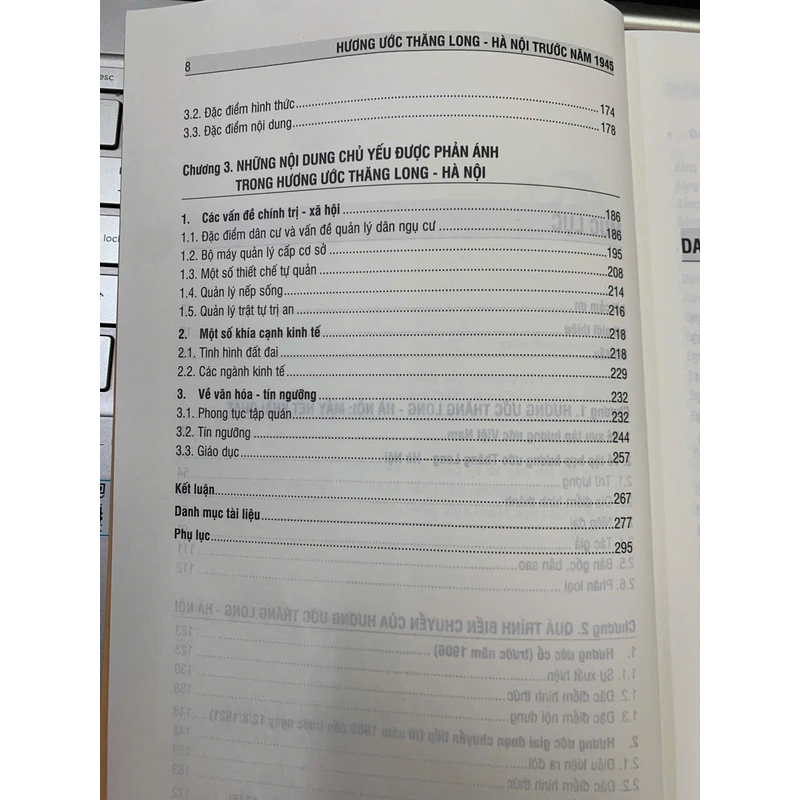 8
HƯƠNG ƯỚC THĂNG LONG - HÀ NỘI TRƯỚC NĂM 1945
3.2. Đặc điểm hình thức 174
3.3. Đặc điểm nội dung 178
Chương 3. NHỮNG NỘI DUNG CHỦ YẾU ĐƯỢC PHẢN ÁNH
TRONG HƯƠNG ƯỚC THĂNG LONG - HÀ NỘI
1. Các vấn đề chính trị - xã hội 186
1.1. Đặc điểm dân cư và vấn đề quản lý dân ngụ cư 186
1.2. Bộ máy quản lý cấp cơ sở 195
1.3. Một số thiết chế tự quản 208
1.4. Quản lý nếp sống 214
1.5. Quản lý trật tự trị an 216
2. Một số khía cạnh kinh tế 218
2.1. Tình hình đất đai 218
2.2. Các ngành kinh tế 229
3. Về văn hóa - tín ngưỡng 232
3.1. Phong tục tập quán 232
3.2. Tín ngưỡng 244
3.3. Giáo dục 257
Kết luận 267
Danh mục tài liệu 277
Phụ lục 295
esc
lock
DA